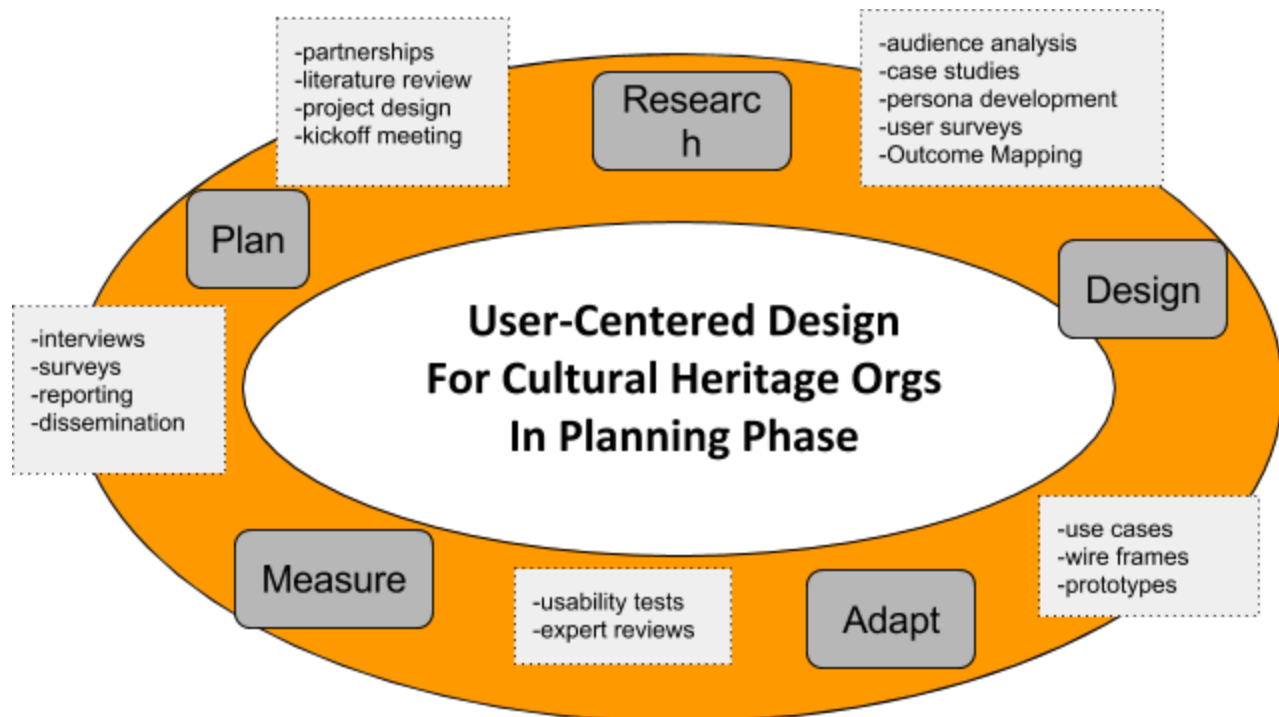 -partnerships
-literature review
-project design
-kickoff meeting
Researc
h
-audience analysis
-case studies
-persona development
-user surveys
-Outcome Mapping
Plan
Design
User-Centered Design
For Cultural Heritage Orgs
In Planning Phase
-interviews
-surveys
-reporting
-dissemination
-use cases
-wire frames
-prototypes
Measure
-usability tests
-expert reviews
Adapt